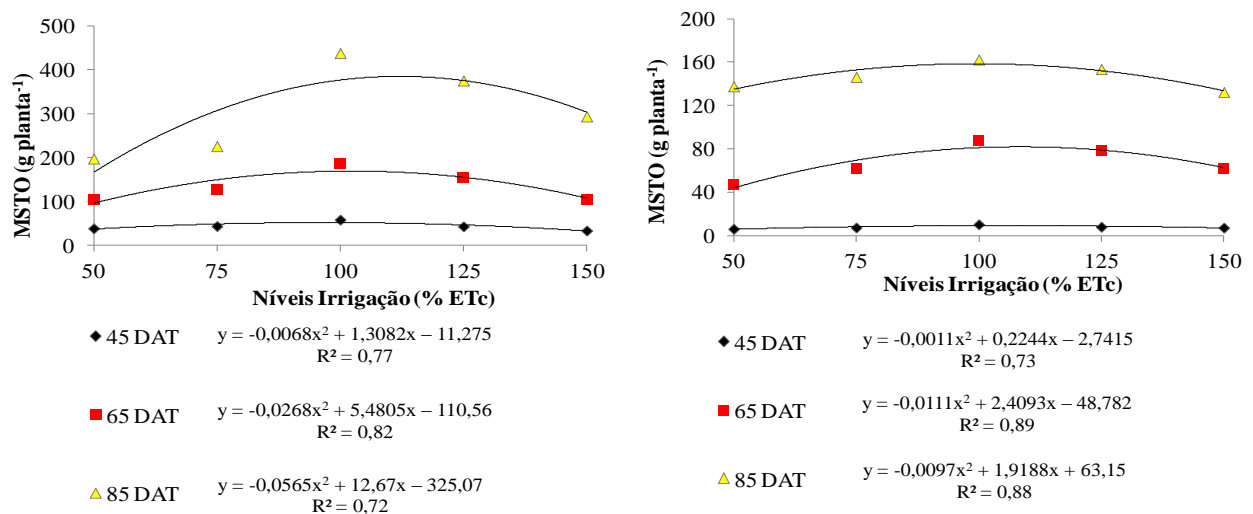 500
400
300
200
100
0
MSTO (g planta⁻¹)
50 75 100 125 150
Níveis Irrigação (% ETc)
45 DAT y = -0,0068x² + 1,3082x – 11,275
R² = 0,77
65 DAT y = -0,0268x² + 5,4805x – 110,56
R² = 0,82
85 DAT y = -0,0565x² + 12,67x – 325,07
R² = 0,72
200
160
120
80
40
0
MSTO (g planta⁻¹)
50 75 100 125 150
Níveis Irrigação (% ETc)
45 DAT y = -0,0011x² + 0,2244x – 2,7415
R² = 0,73
65 DAT y = -0,0111x² + 2,4093x – 48,782
R² = 0,89
85 DAT y = -0,0097x² + 1,9188x + 63,15
R² = 0,88